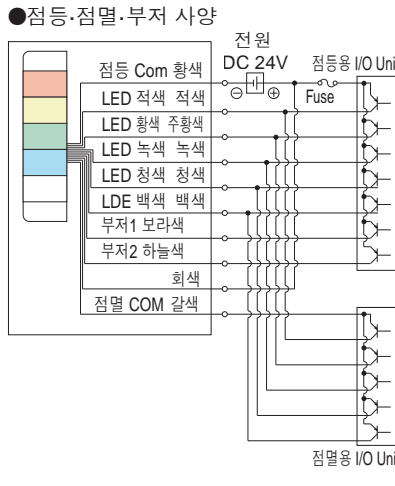 ●점등·점멸·부저 사양
전원
DC 24V
점등용 I/O Uni
Fuse
점등 Com 황색
LED 적색 적색
LED 황색 주황색
LED 녹색 녹색
LED 청색 청색
LDE 백색 백색
부저1 보라색
부저2 하늘색
회색
점멸 COM 갈색
점멸용 I/O Uni